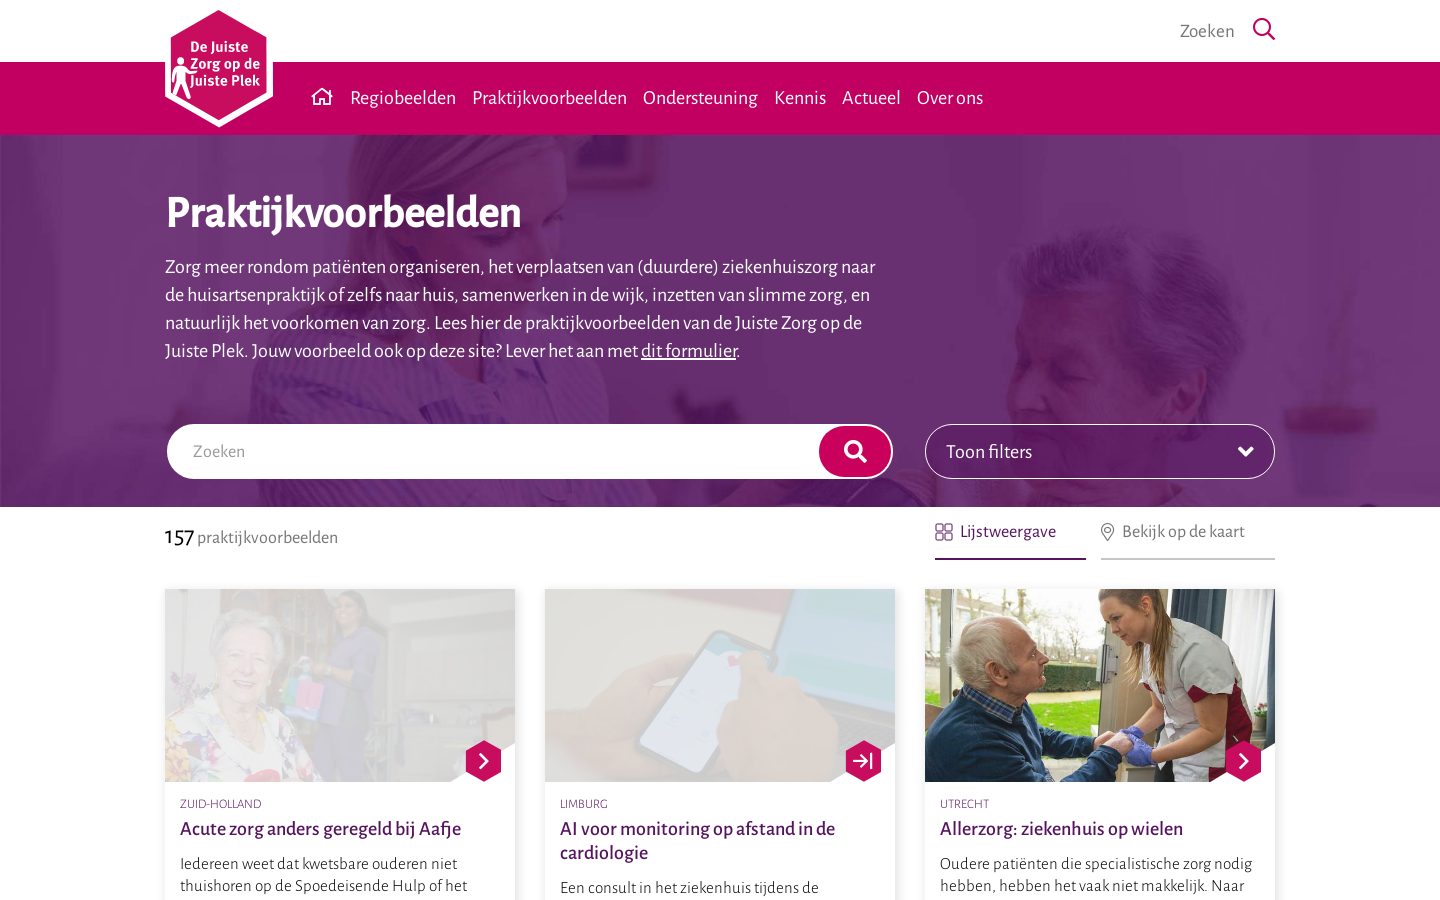 Zoeken
De Juiste
Zorg op de
Juiste Plek
Regiobeelden
Praktijkvoorbeelden
Ondersteuning
Kennis
Actueel
Over ons
Praktijkvoorbeelden
Zorg meer rondom patiënten organiseren, het verplaatsen van (duurdere) ziekenhuiszorg naar
de huisartsenpraktijk of zelfs naar huis, samenwerken in de wijk, inzetten van slimme zorg, en
natuurlijk het voorkomen van zorg. Lees hier de praktijkvoorbeelden van de Juiste Zorg op de
Juiste Plek. Jouw voorbeeld ook op deze site? Lever het aan met dit formulier.
Zoeken
Toon filters
157 praktijkvoorbeelden
Lijstweergave
Bekijk op de kaart
ZUID-HOLLAND
Acute zorg anders geregeld bij Aafje
Iedereen weet dat kwetsbare ouderen niet
thuishoren op de Spoedeisende Hulp of het
LIMBURG
AI voor monitoring op afstand in de
cardiologie
Een consult in het ziekenhuis tijdens de
UTRECHT
Allerzorg: ziekenhuis op wielen
Oudere patiënten die specialistische zorg nodig
hebben, hebben het vaak niet makkelijk. Naar